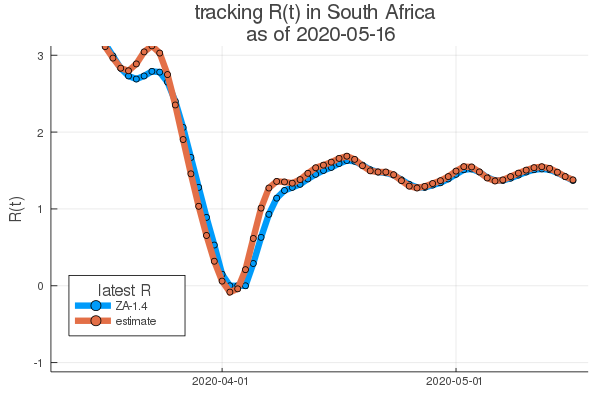 tracking R(t) in South Africa
as of 2020-05-16
3
2
1
0
-1
R(t)
latest R
ZA-1.4
estimate
2020-04-01
2020-05-01